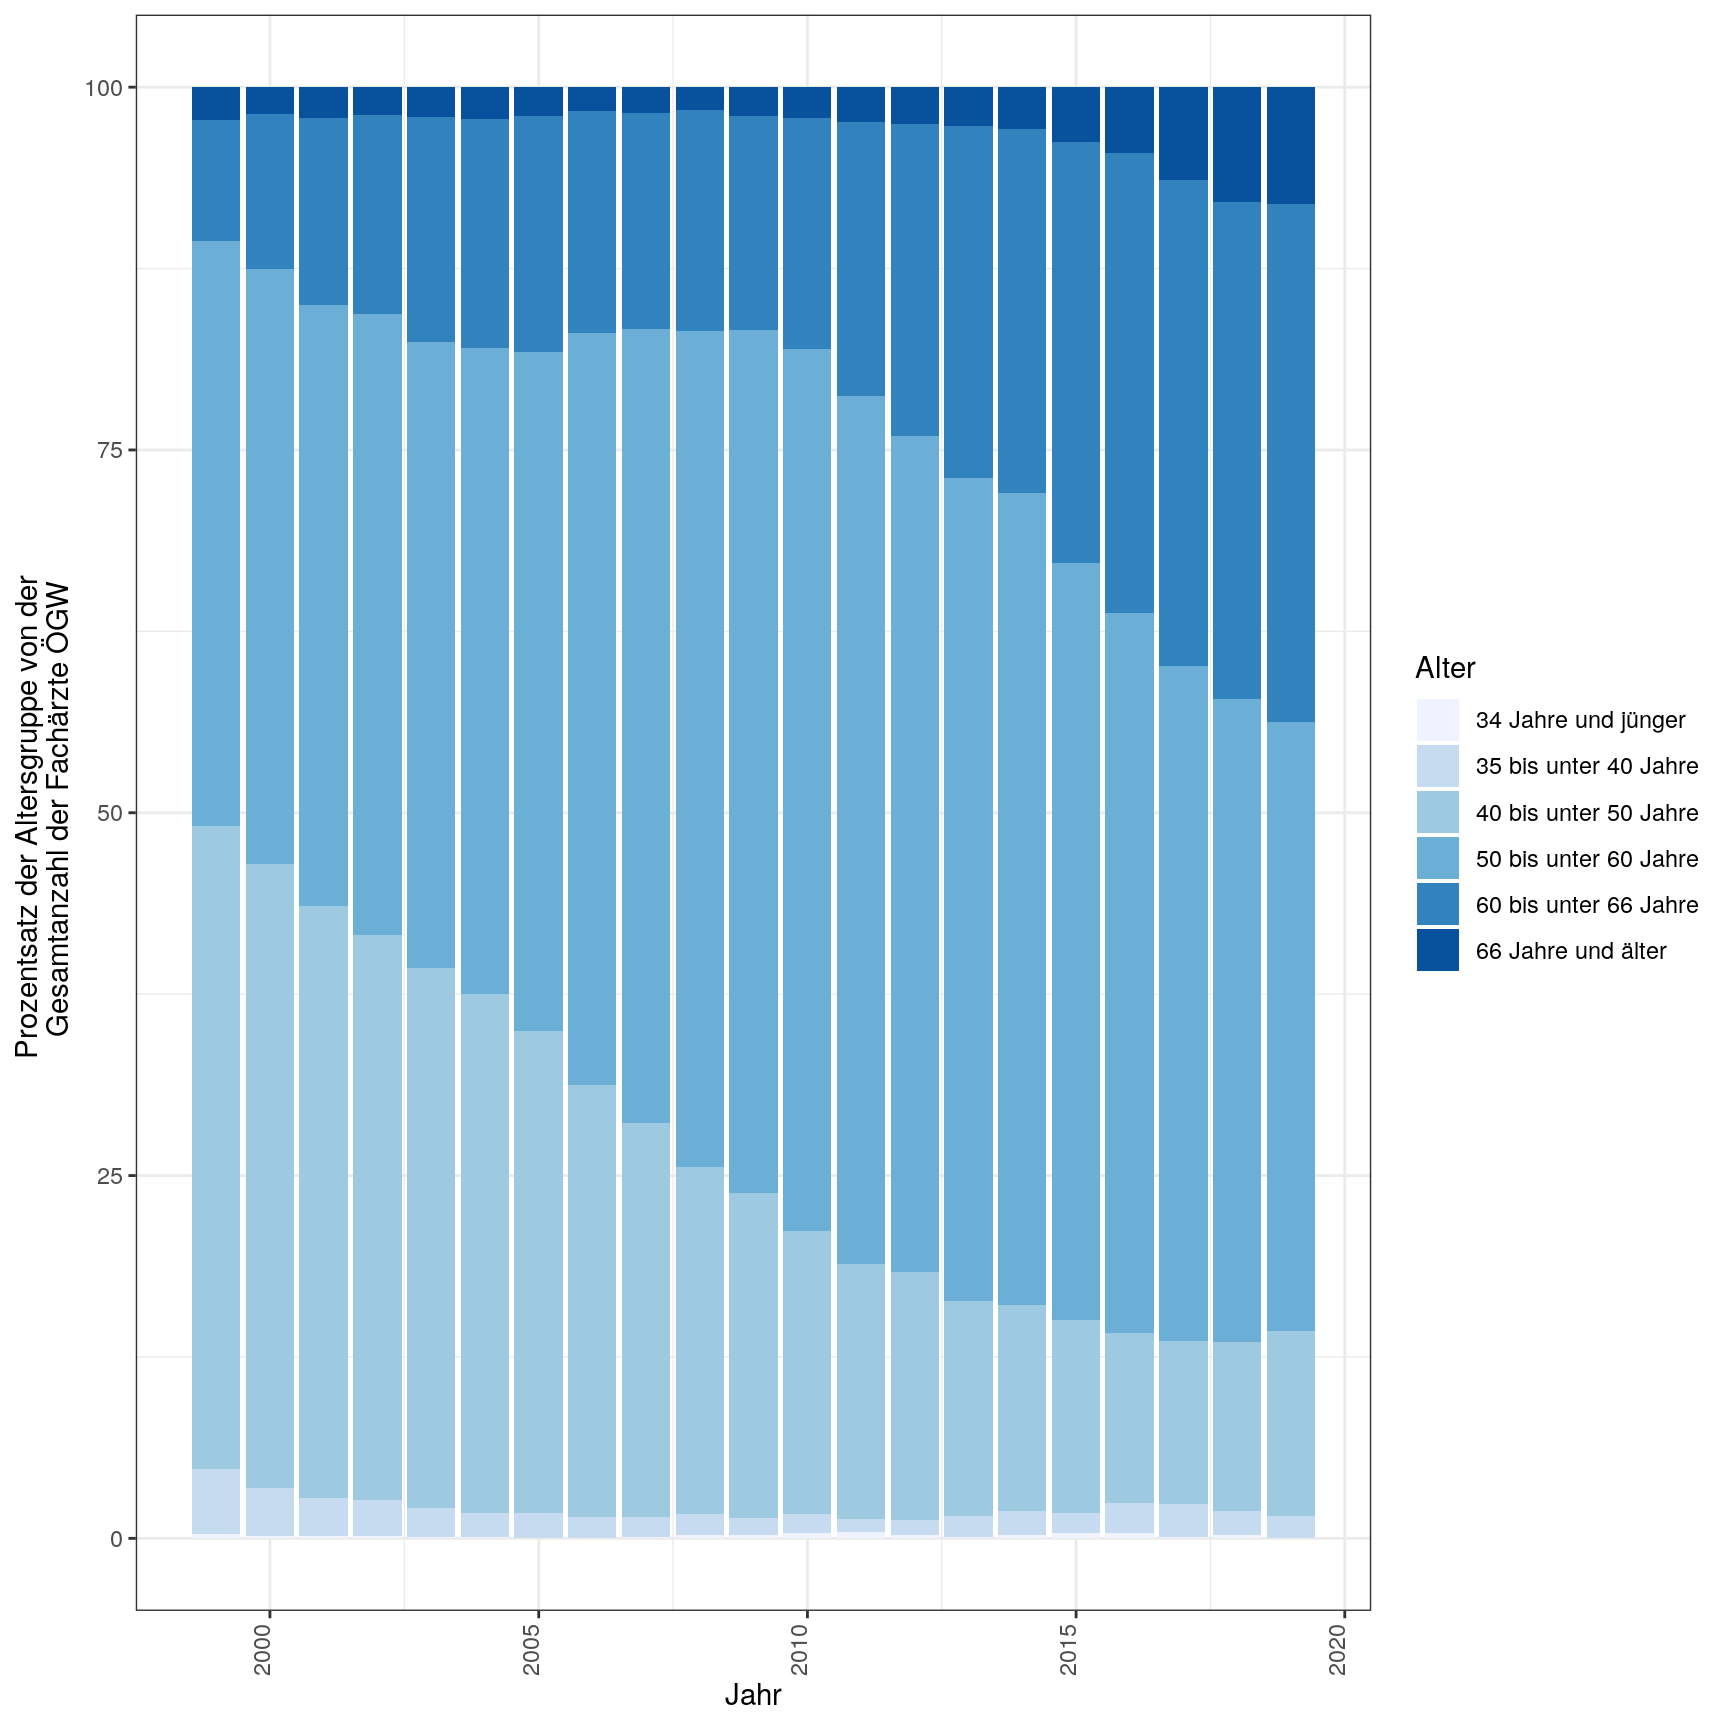 Prozentsatz der Altersgruppe von der
Gesamtanzahl der Fachärzte ÖGW
100
75
50
25
0
2000
2005
2010
2015
2020
Jahr
Alter
34 Jahre und jünger
35 bis unter 40 Jahre
40 bis unter 50 Jahre
50 bis unter 60 Jahre
60 bis unter 66 Jahre
66 Jahre und älter